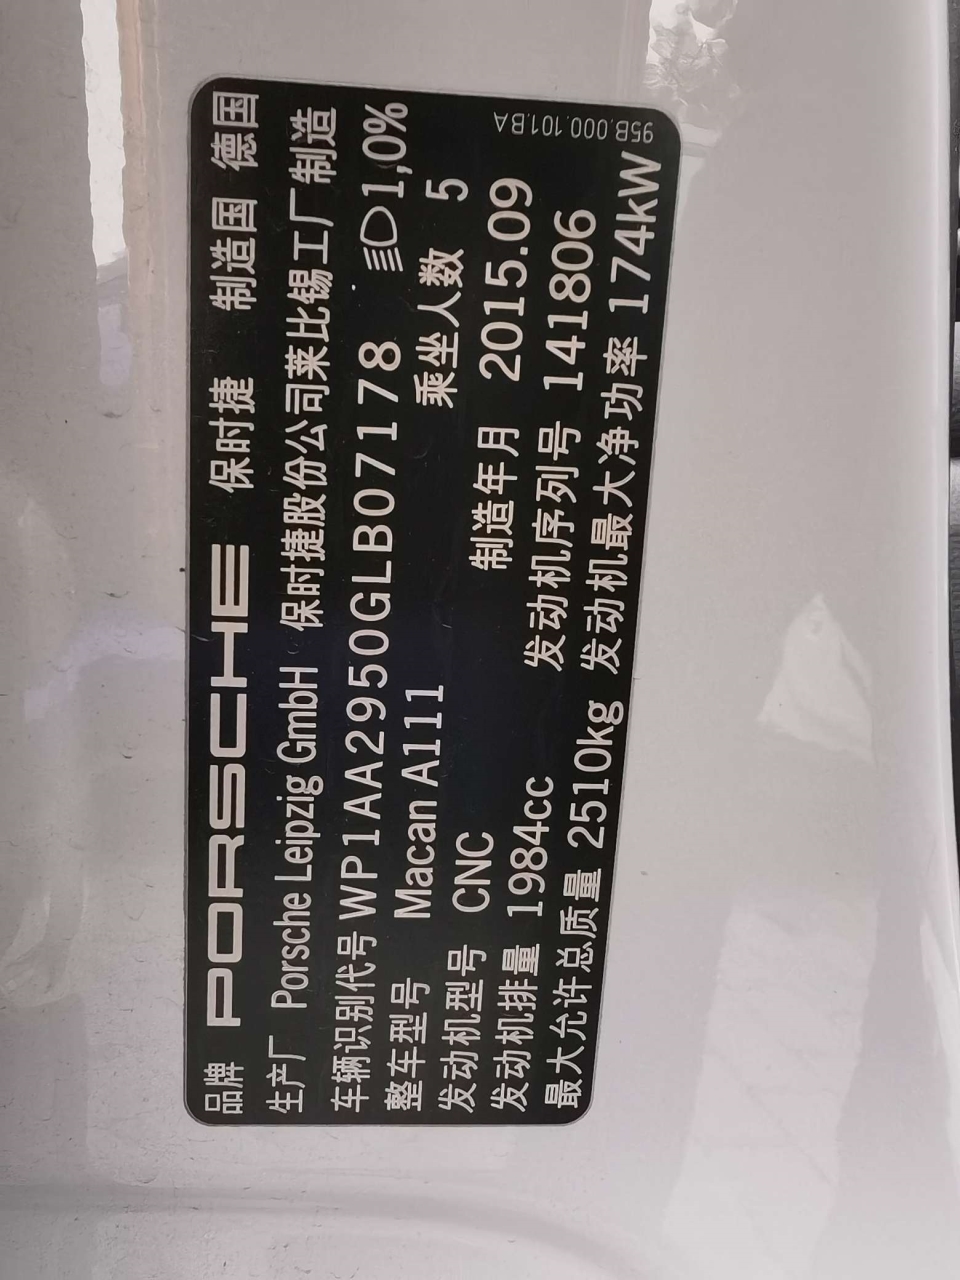 品牌 PORSCHE 保时捷 制造国 德国
生产厂 Porsche Leipzig GmbH 保时捷股份公司莱比锡工厂制造
车辆识别代号 WP1AA2950GLB07178 1,0%
整车型号 Macan A111 乘坐人数 5
发动机型号 CNC 制造年月 2015.09
发动机排量 1984cc 发动机序列号 141806
最大允许总质量 2510kg 发动机最大净功率 174kW
95B.000.101.BA